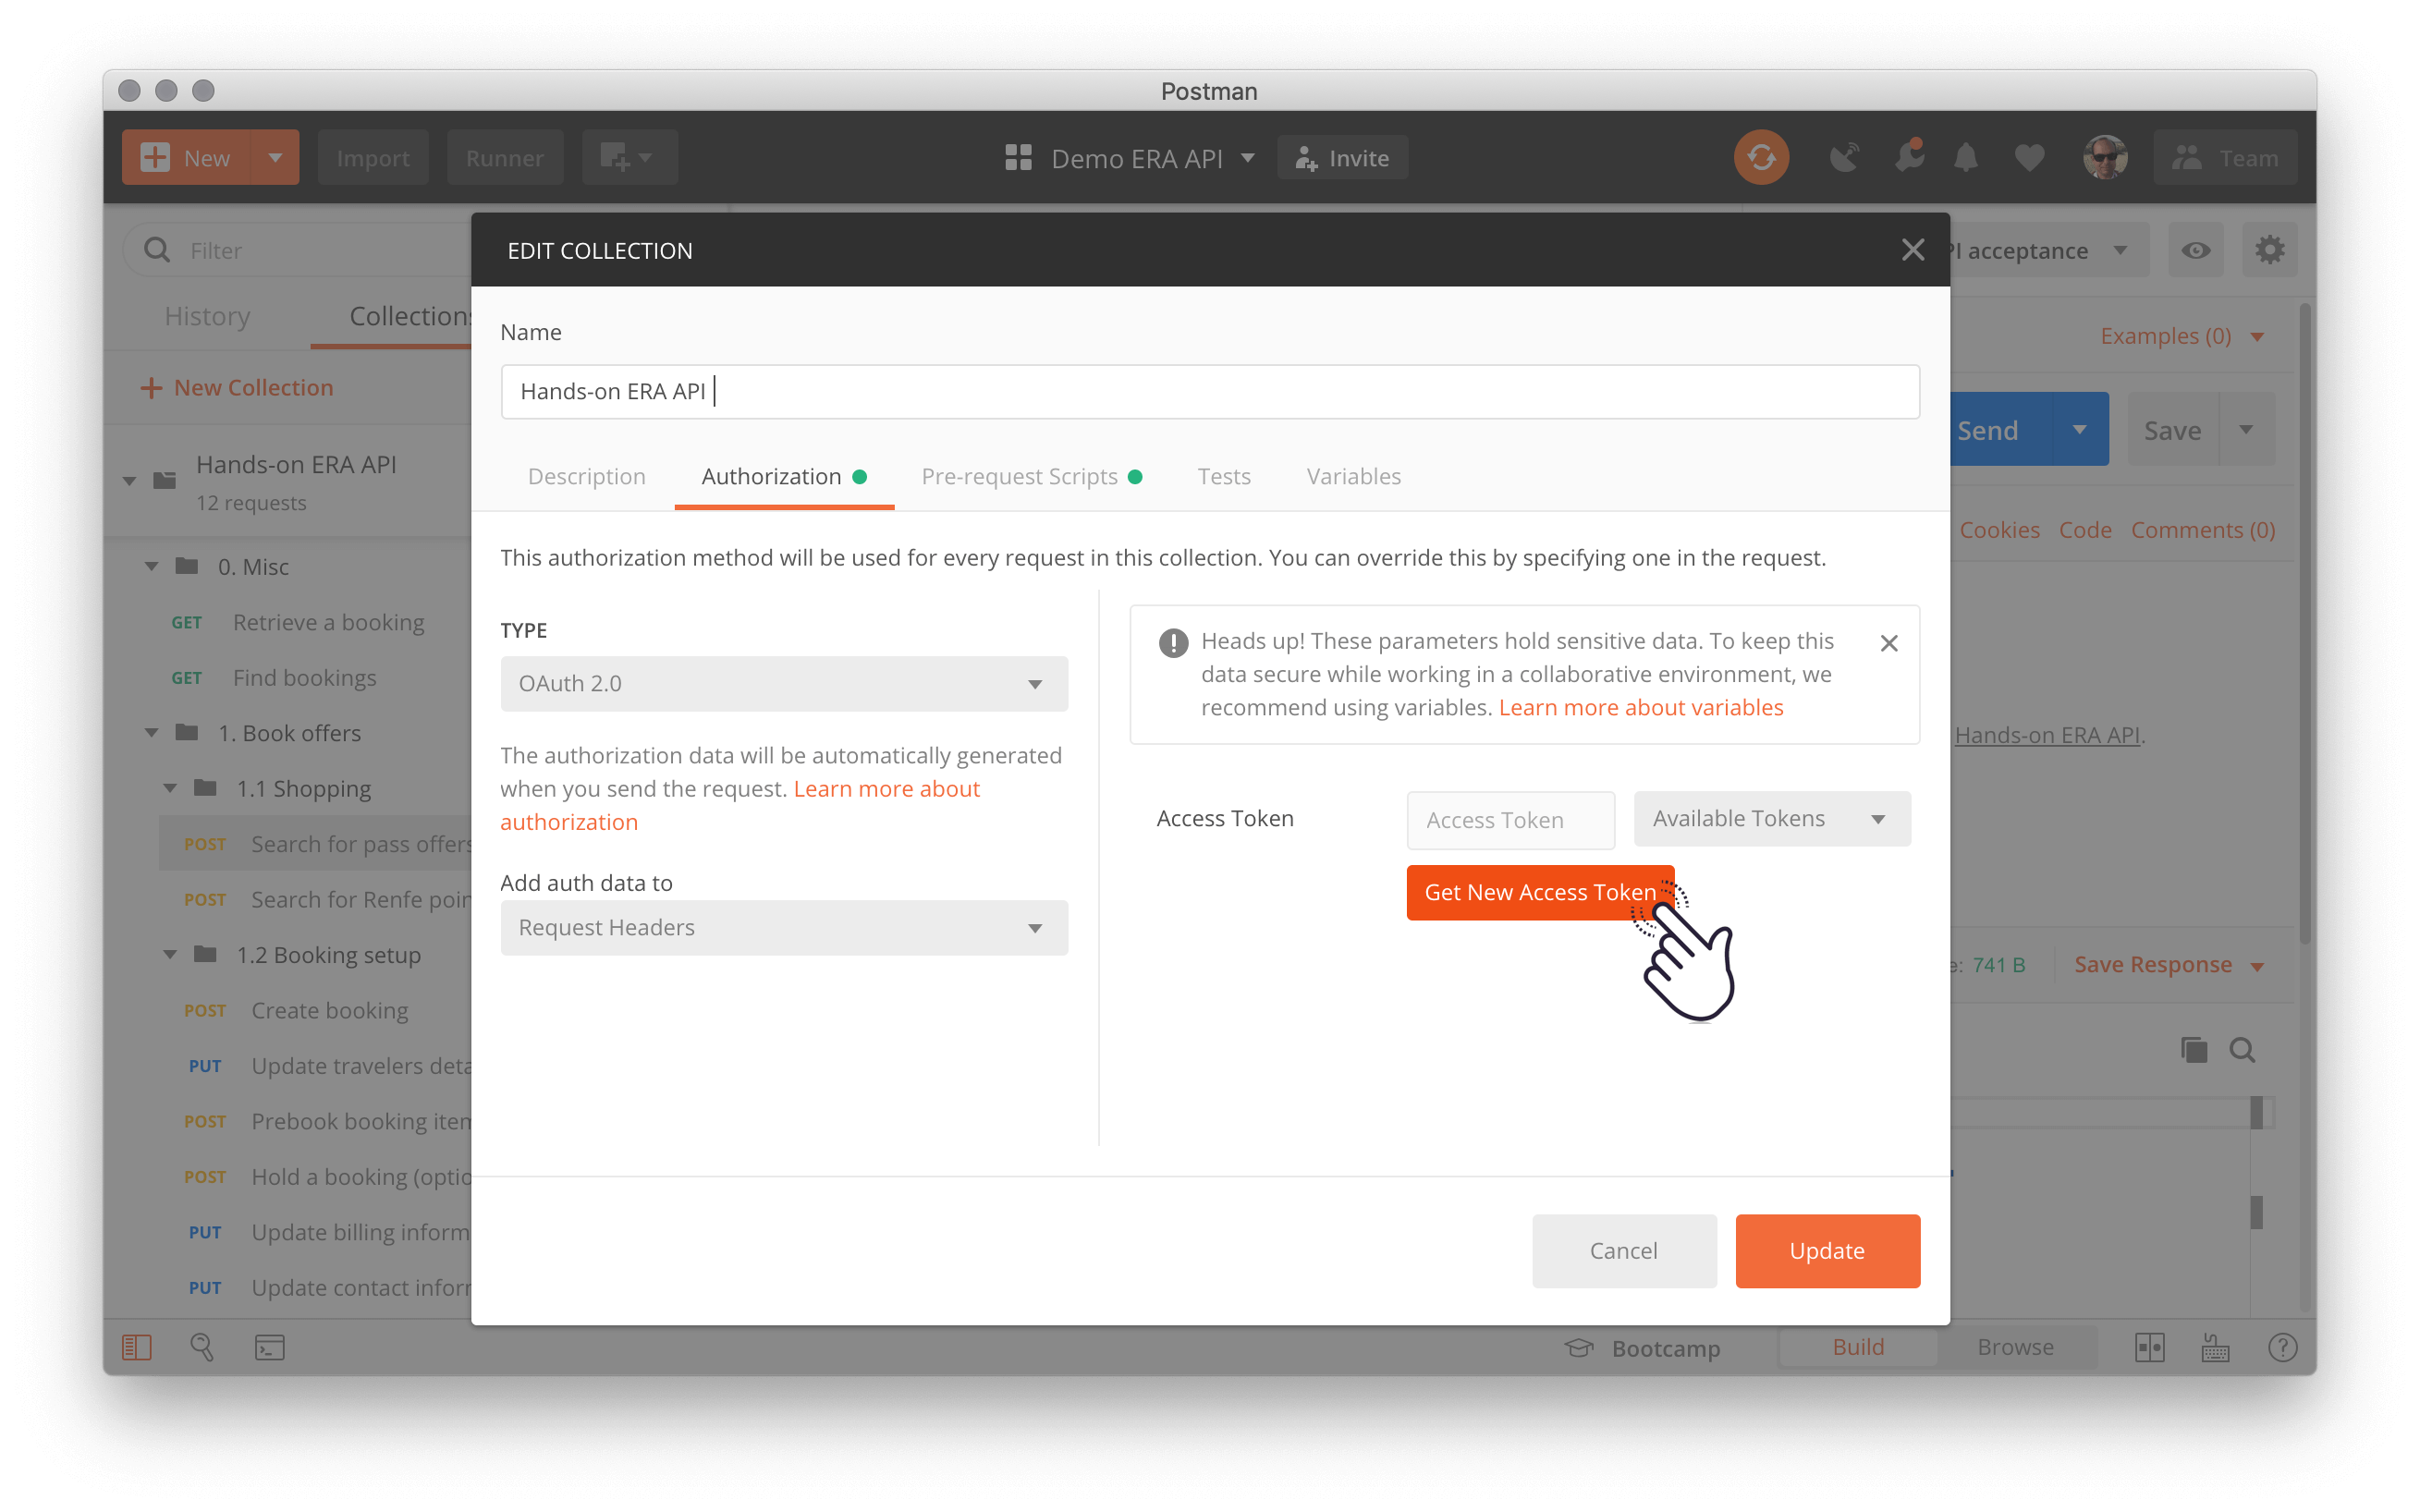 Postman
New
Import
Runner
Demo ERA API
Invite
Team
Filter
History
Collections
New Collection
Hands-on ERA API
12 requests
0. Misc
GET Retrieve a booking
GET Find bookings
1. Book offers
1.1 Shopping
POST Search for pass offers
POST Search for Renfe poin
1.2 Booking setup
POST Create booking
PUT Update travelers deta
POST Prebook booking item
POST Hold a booking (optio
PUT Update billing inform
PUT Update contact inform
EDIT COLLECTION
Name
Hands-on ERA API
Description
Authorization
Pre-request Scripts
Tests
Variables
This authorization method will be used for every request in this collection. You can override this by specifying one in the request.
TYPE
OAuth 2.0
The authorization data will be automatically generated
when you send the request. Learn more about
authorization
Add auth data to
Request Headers
Heads up! These parameters hold sensitive data. To keep this
data secure while working in a collaborative environment, we
recommend using variables. Learn more about variables
Access Token
Access Token
Available Tokens
Get New Access Token
Cancel
Update
PI acceptance
Examples (0)
Send
Save
Cookies Code Comments (0)
Hands-on ERA API.
e: 741 B
Save Response
Bootcamp
Build
Browse